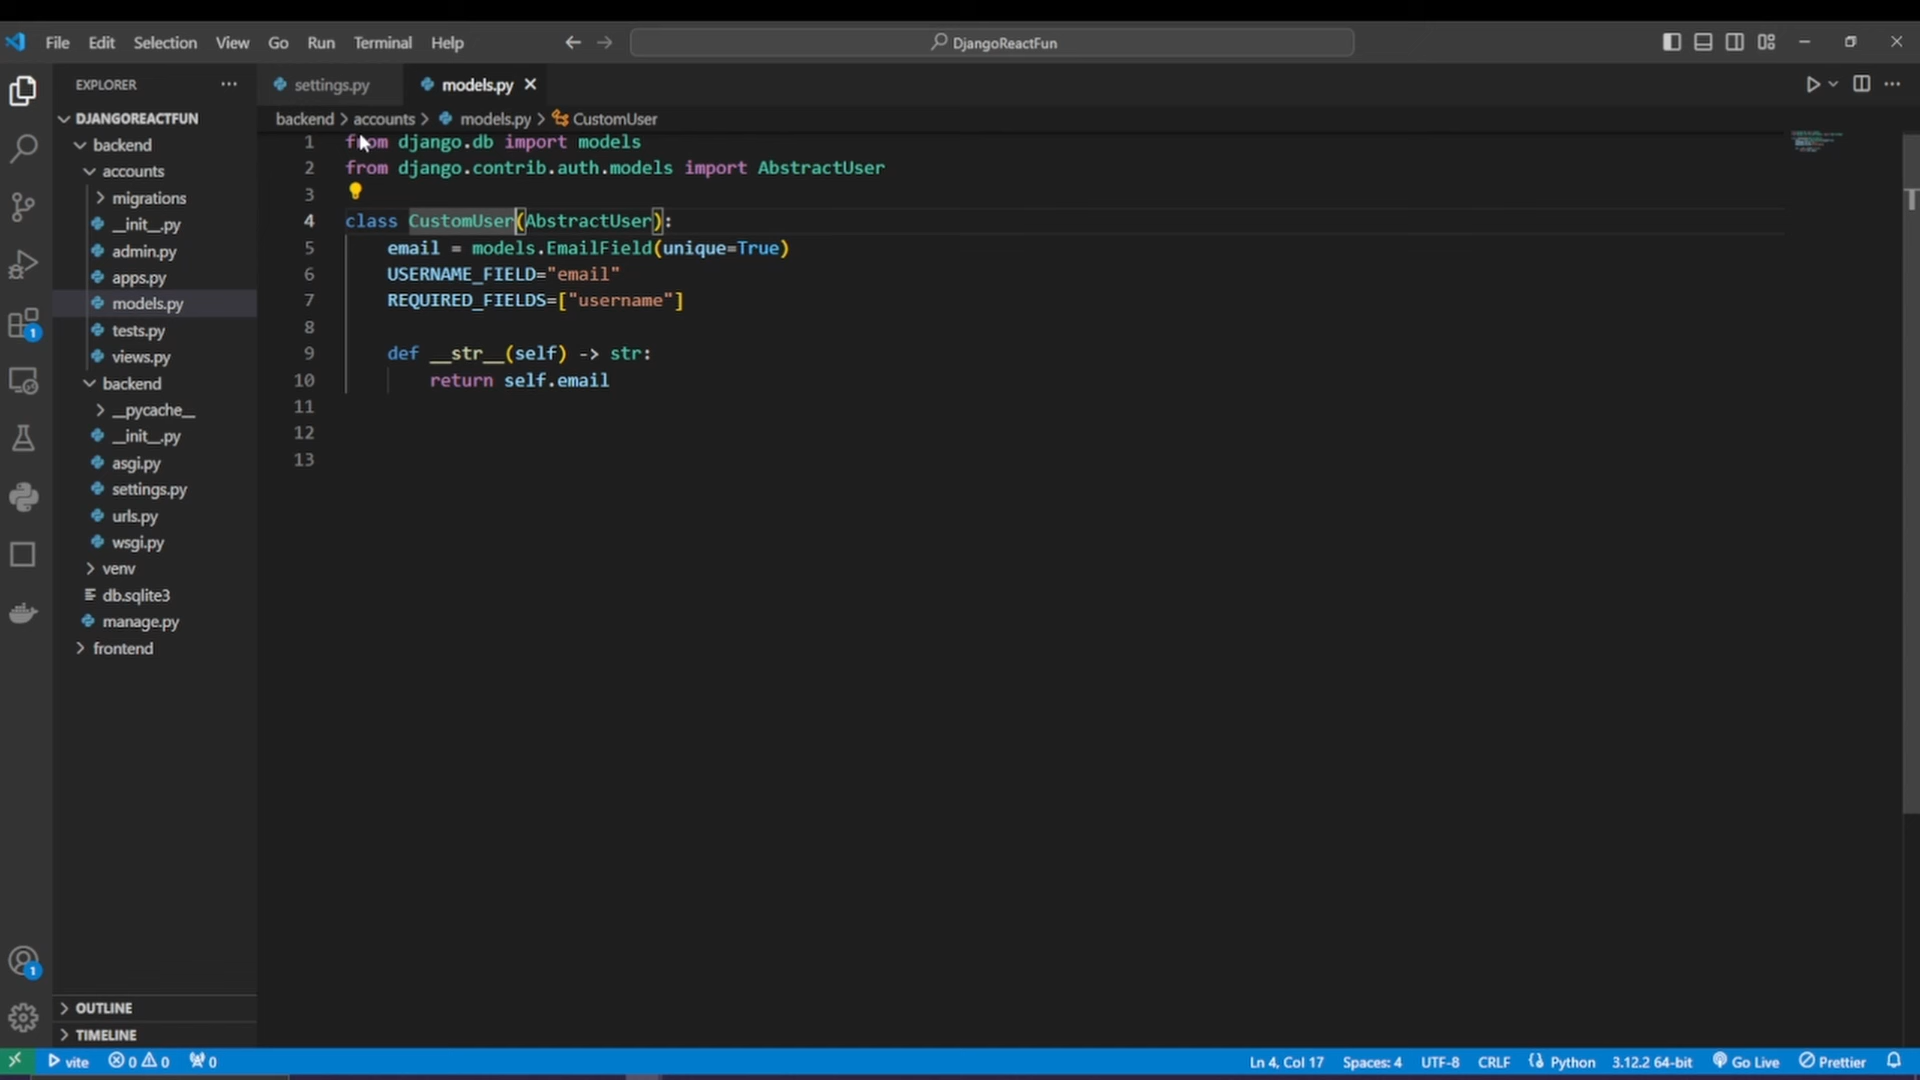 File Edit Selection View Go Run Terminal Help
DjangoReactFun
EXPLORER
settings.py
models.py
DJANGOREACTFUN
backend > accounts > models.py > CustomUser
backend
accounts
migrations
__init__.py
admin.py
apps.py
models.py
tests.py
views.py
backend
__pycache__
__init__.py
asgi.py
settings.py
urls.py
wsgi.py
venv
db.sqlite3
manage.py
frontend
1 from django.db import models
2 from django.contrib.auth.models import AbstractUser
3
4 class CustomUser(AbstractUser):
5 email = models.EmailField(unique=True)
6 USERNAME_FIELD="email"
7 REQUIRED_FIELDS=["username"]
8
9 def __str__(self) -> str:
10 return self.email
11
12
13
1
1
OUTLINE
TIMELINE
vite 0 0 0 Ln 4, Col 17 Spaces: 4 UTF-8 CRLF Python 3.12.2 64-bit Go Live Prettier